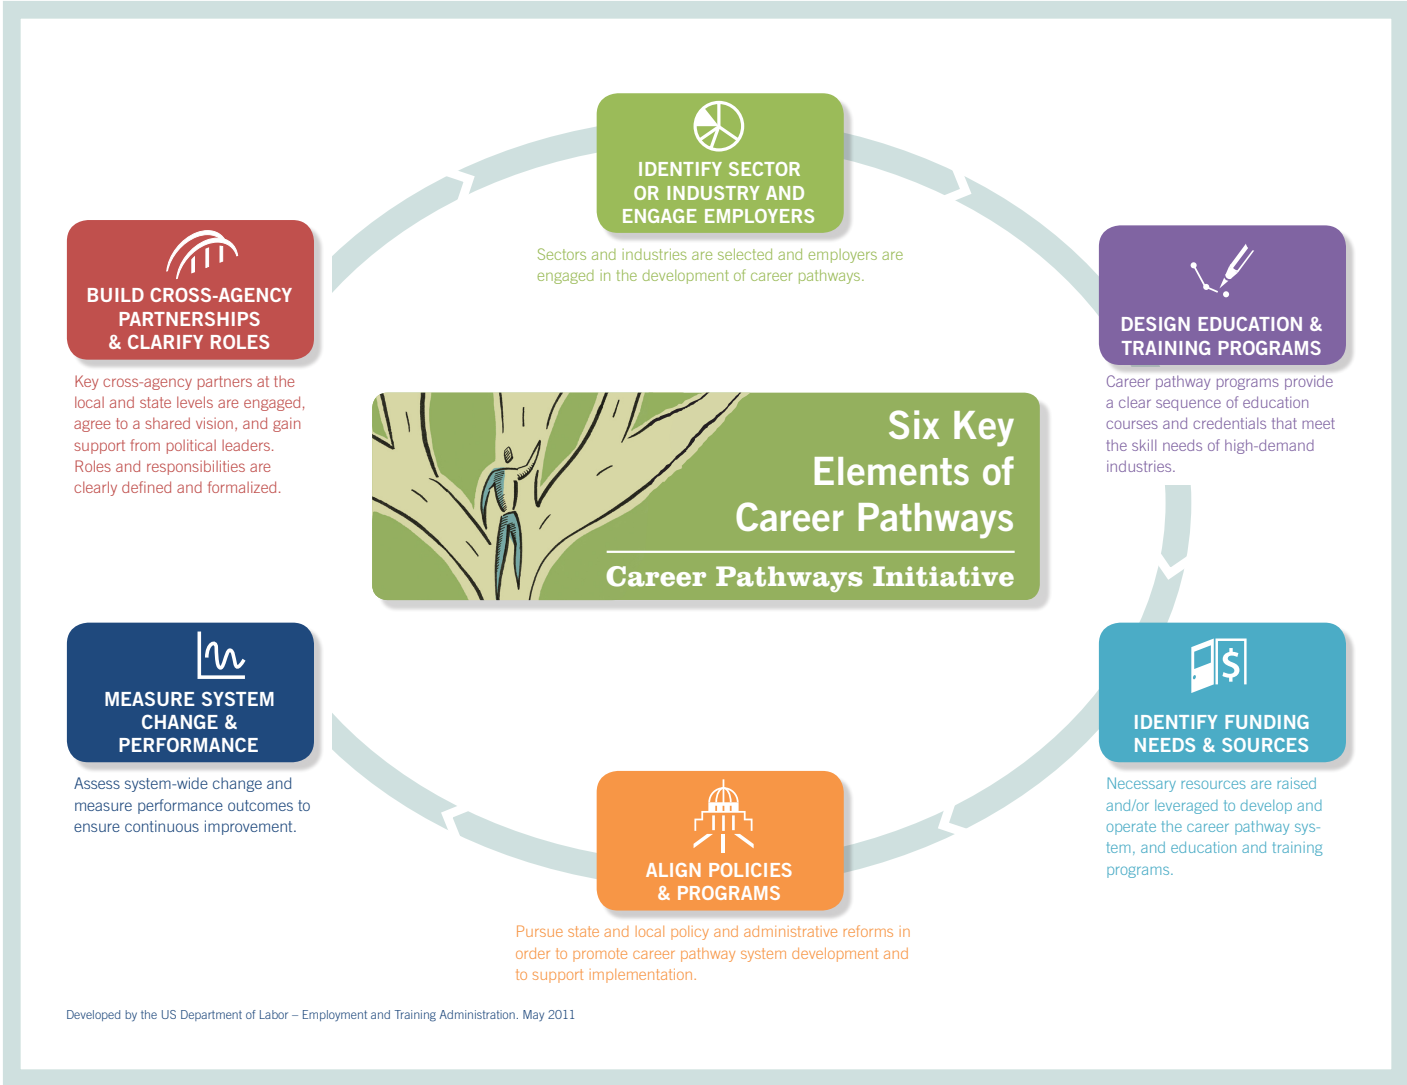 IDENTIFY SECTOR
OR INDUSTRY AND
ENGAGE EMPLOYERS
Sectors and industries are selected and employers are
engaged in the development of career pathways.
BUILD CROSS-AGENCY
PARTNERSHIPS
& CLARIFY ROLES
Key cross-agency partners at the
local and state levels are engaged,
agree to a shared vision, and gain
support from political leaders.
Roles and responsibilities are
clearly defined and formalized.
DESIGN EDUCATION &
TRAINING PROGRAMS
Career pathway programs provide
a clear sequence of education
courses and credentials that meet
the skill needs of high-demand
industries.
Six Key
Elements of
Career Pathways
Career Pathways Initiative
MEASURE SYSTEM
CHANGE &
PERFORMANCE
Assess system-wide change and
measure performance outcomes to
ensure continuous improvement.
$
IDENTIFY FUNDING
NEEDS & SOURCES
Necessary resources are raised
and/or leveraged to develop and
operate the career pathway sys-
tem, and education and training
programs.
ALIGN POLICIES
& PROGRAMS
Pursue state and local policy and administrative reforms in
order to promote career pathway system development and
to support implementation.
Developed by the US Department of Labor – Employment and Training Administration. May 2011